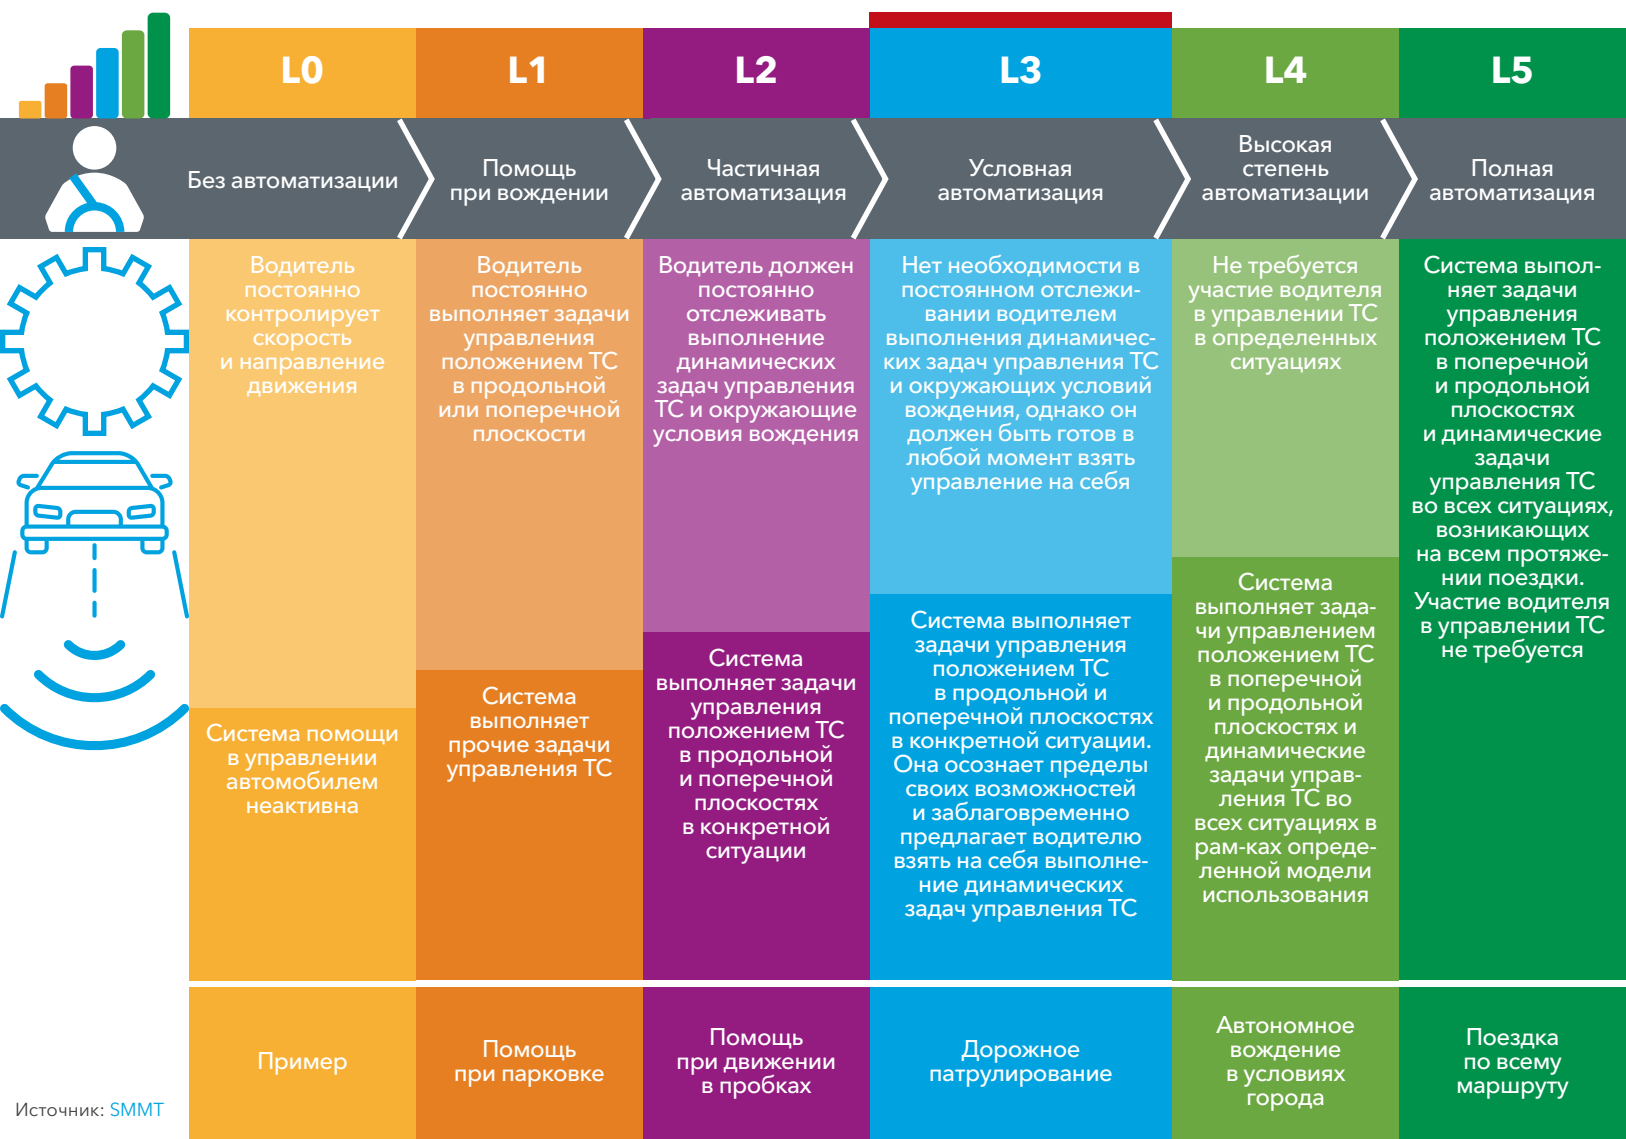 L0
L1
L2
L3
L4
L5
Без автоматизации
Помощь
при вождении
Частичная
автоматизация
Условная
автоматизация
Высокая
степень
автоматизации
Полная
автоматизация
Водитель
постоянно
контролирует
скорость
и направление
движения
Система помощи
в управлении
автомобилем
неактивна
Водитель
постоянно
выполняет задачи
управления
положением ТС
в продольной
или поперечной
плоскости
Система
выполняет
прочие задачи
управления ТС
Водитель должен
постоянно
отслеживать
выполнение
динамических
задач управления
ТС и окружающие
условия вождения
Система
выполняет задачи
управления
положением ТС
в продольной
и поперечной
плоскостях
в конкретной
ситуации
Нет необходимости в
постоянном отслежи-
вании водителем
выполнения динамичес-
ких задач управления ТС
и окружающих условий
вождения, однако он
должен быть готов в
любой момент взять
управление на себя
Система выполняет
задачи управления
положением ТС
в продольной и
поперечной плоскостях
в конкретной ситуации.
Она осознает пределы
своих возможностей
и заблаговременно
предлагает водителю
взять на себя выполне-
ние динамических
задач управления ТС
Не требуется
участие водителя
в управлении ТС
в определенных
ситуациях
Система
выполняет зада-
чи управлением
положением ТС
в поперечной
и продольной
плоскостях и
динамические
задачи управ-
ления ТС во
всех ситуациях в
рам-ках опреде-
ленной модели
использования
Система выпол-
няет задачи
управления
положением ТС
в поперечной
и продольной
плоскостях
и динамические
задачи
управления ТС
во всех ситуациях,
возникающих
на всем протяже-
нии поездки.
Участие водителя
в управлении ТС
не требуется
Пример
Помощь
при парковке
Помощь
при движении
в пробках
Дорожное
патрулирование
Автономное
вождение
в условиях
города
Поездка
по всему
маршруту
Источник: SMMT